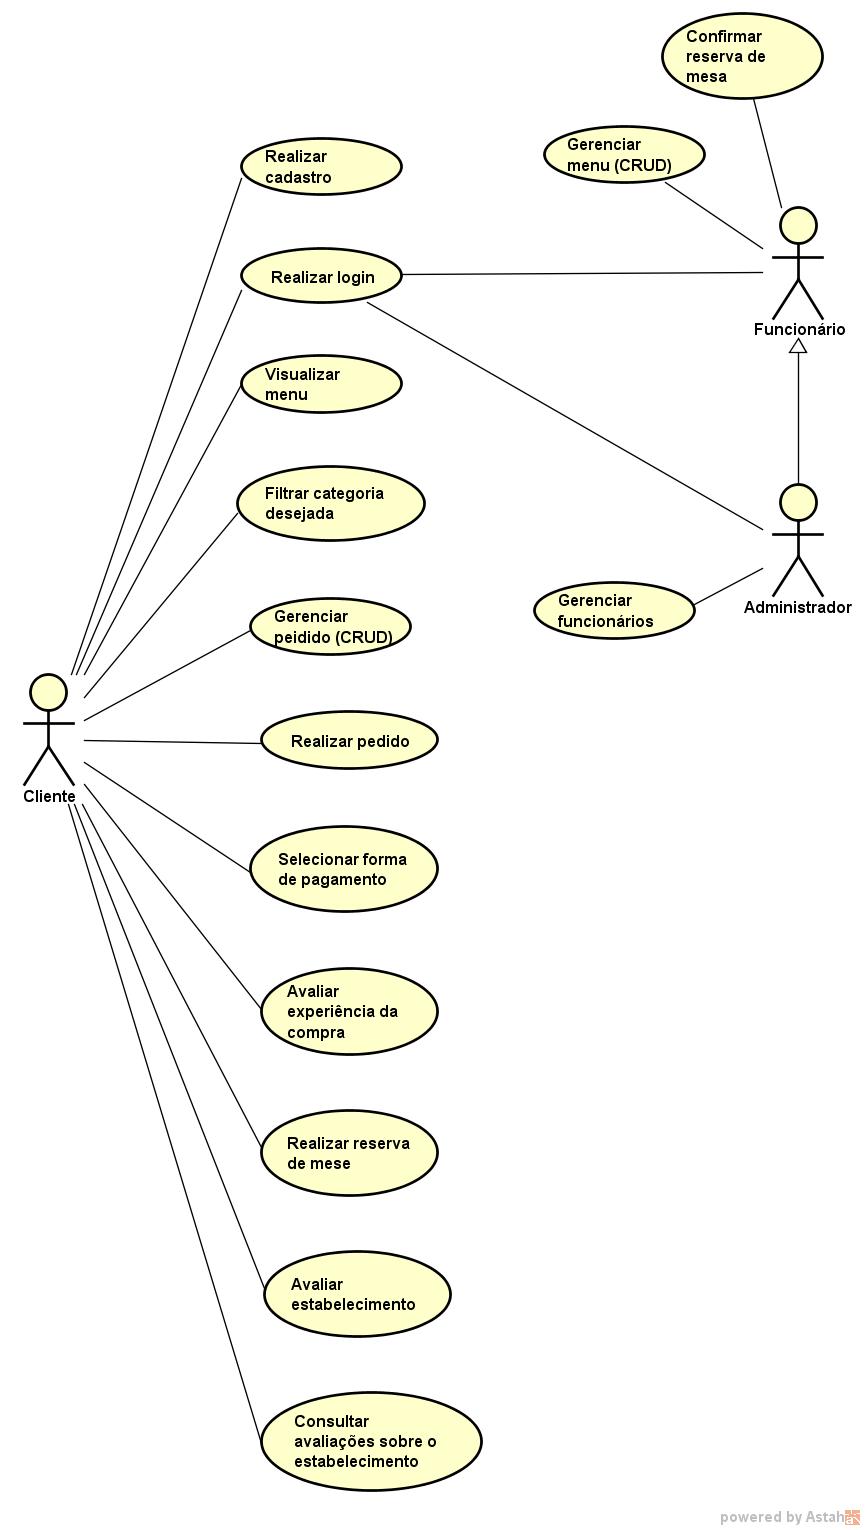 Confirmar
reserva de
mesa
Gerenciar
menu (CRUD)
Realizar
cadastro
Realizar login
Funcionário
Visualizar
menu
Filtrar categoria
desejada
Gerenciar
funcionários
Administrador
Gerenciar
peidido (CRUD)
Realizar pedido
Cliente
Selecionar forma
de pagamento
Avaliar
experiência da
compra
Realizar reserva
de mese
Avaliar
estabelecimento
Consultar
avaliações sobre o
estabelecimento
powered by Astah